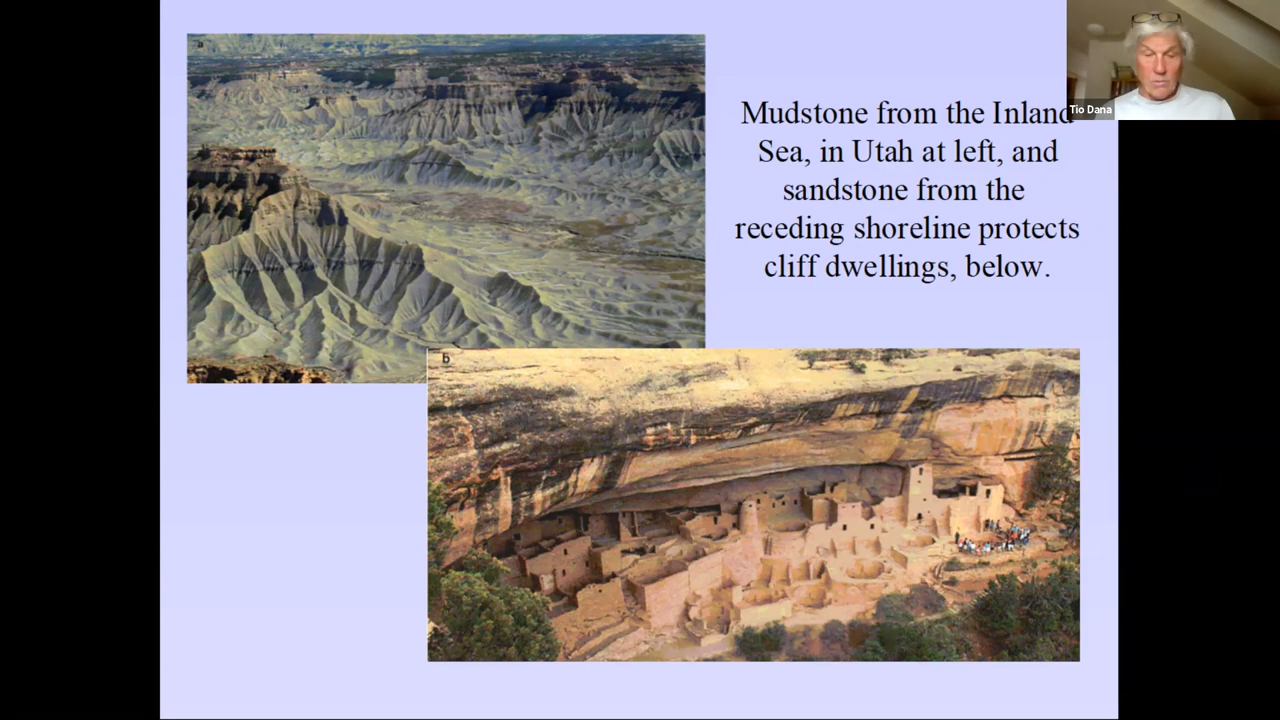 a
Mudstone from the Inland
Sea, in Utah at left, and
sandstone from the
receding shoreline protects
cliff dwellings, below.
Tio Dana
b